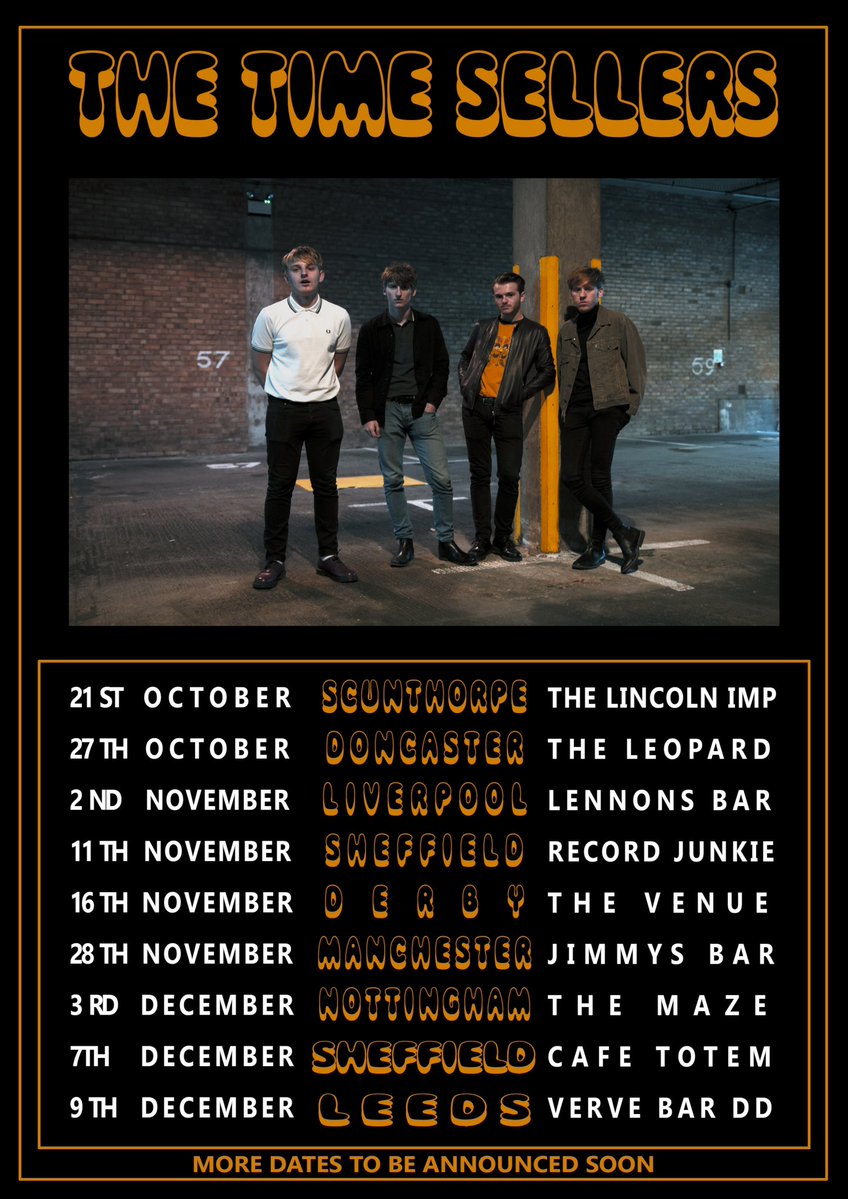 THE TIME SELLERS
57
59
57
21ST OCTOBER SCUNTHORPE THE LINCOLN IMP
27TH OCTOBER DONCASTER THE LEOPARD
2ND NOVEMBER LIVERPOOL LENNONS BAR
11TH NOVEMBER SHEFFIELD RECORD JUNKIE
16TH NOVEMBER DERBY THE VENUE
28TH NOVEMBER MANCHESTER JIMMYS BAR
3RD DECEMBER NOTTINGHAM THE MAZE
7TH DECEMBER SHEFFIELD CAFE TOTEM
9TH DECEMBER LEEDS VERVE BAR DD
MORE DATES TO BE ANNOUNCED SOON